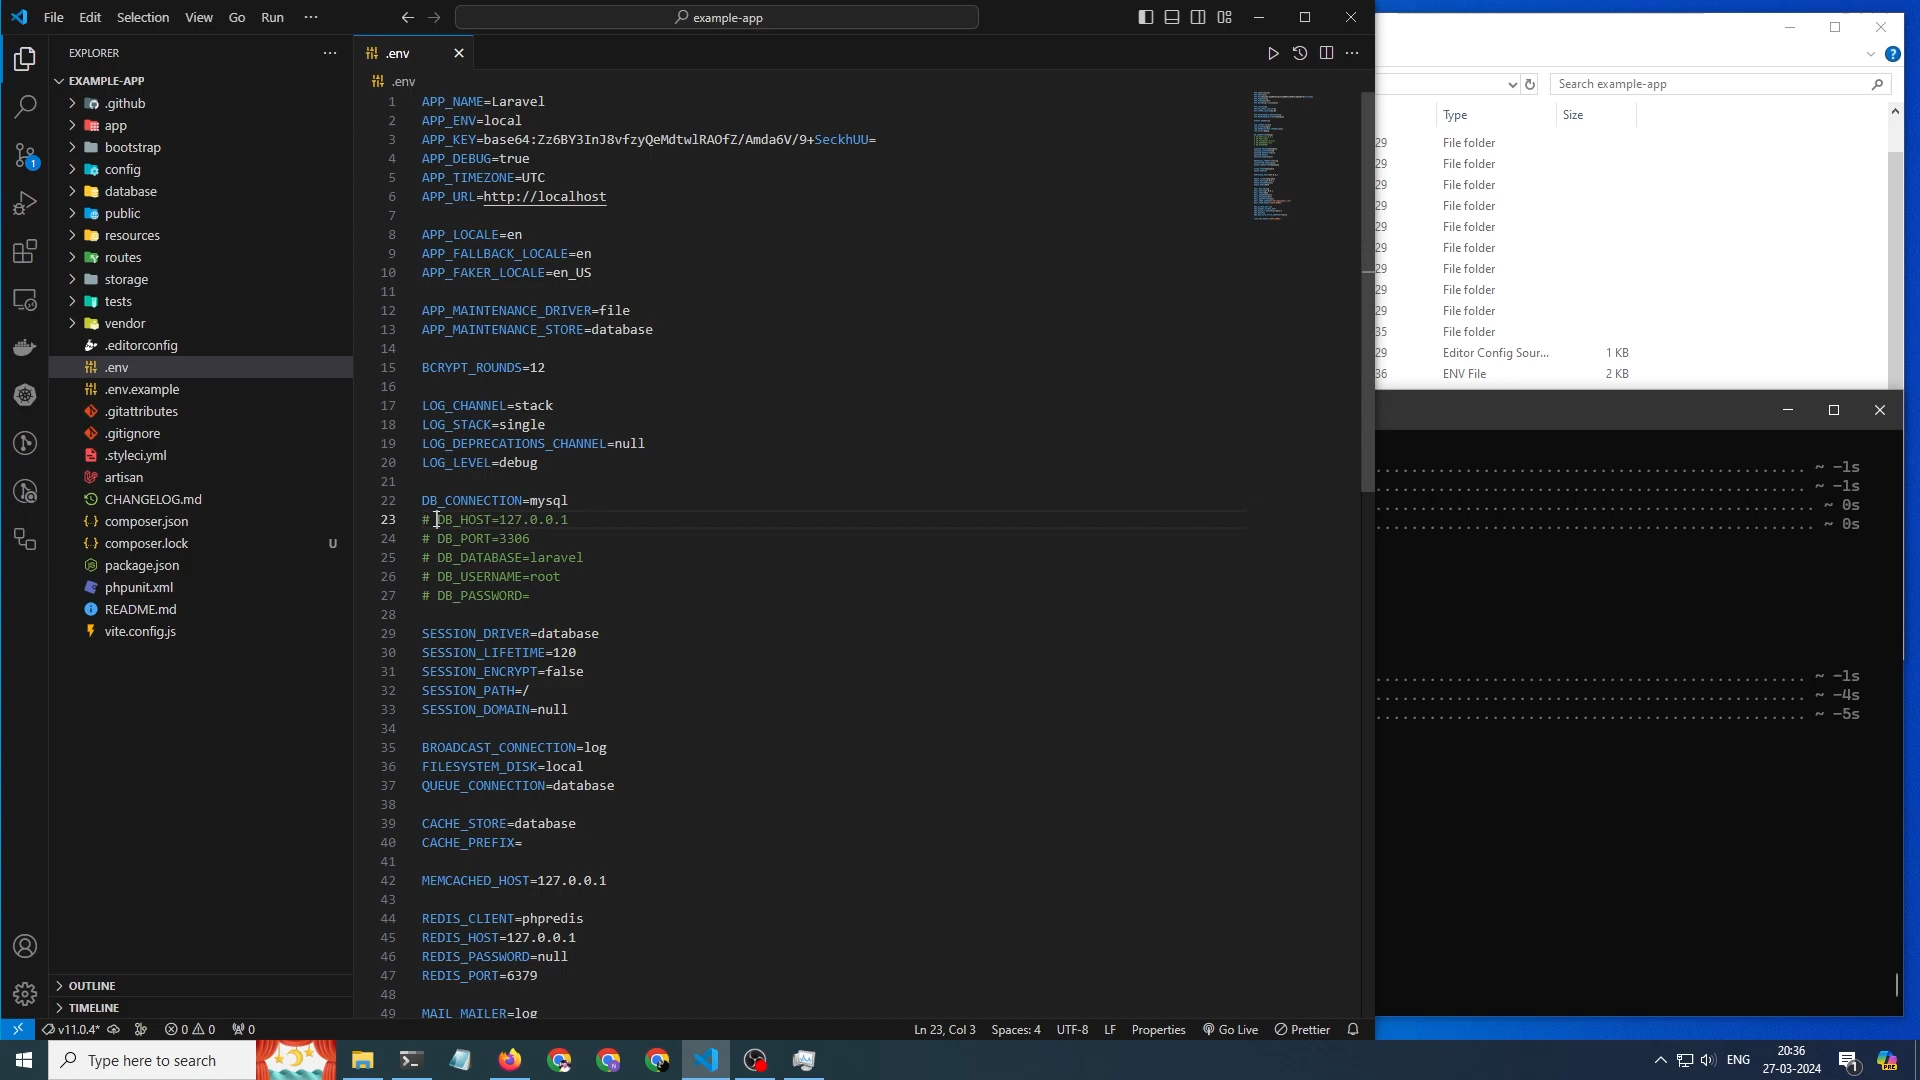 File Edit Selection View Go Run ···
example-app
EXPLORER
EXAMPLE-APP
.github
app
bootstrap
config
database
public
resources
routes
storage
tests
vendor
.editorconfig
.env
.env.example
.gitattributes
.gitignore
.styleci.yml
artisan
CHANGELOG.md
composer.json
composer.lock U
package.json
phpunit.xml
README.md
vite.config.js
OUTLINE
TIMELINE
.env
.env
1 APP_NAME=Laravel
2 APP_ENV=local
3 APP_KEY=base64:Zz6BY3InJ8vfzyQeMdtwlRAOfZ/Amda6V/9+SeckhUU=
4 APP_DEBUG=true
5 APP_TIMEZONE=UTC
6 APP_URL=http://localhost
7
8 APP_LOCALE=en
9 APP_FALLBACK_LOCALE=en
10 APP_FAKER_LOCALE=en_US
11
12 APP_MAINTENANCE_DRIVER=file
13 APP_MAINTENANCE_STORE=database
14
15 BCRYPT_ROUNDS=12
16
17 LOG_CHANNEL=stack
18 LOG_STACK=single
19 LOG_DEPRECATIONS_CHANNEL=null
20 LOG_LEVEL=debug
21
22 DB_CONNECTION=mysql
23 # DB_HOST=127.0.0.1
24 # DB_PORT=3306
25 # DB_DATABASE=laravel
26 # DB_USERNAME=root
27 # DB_PASSWORD=
28
29 SESSION_DRIVER=database
30 SESSION_LIFETIME=120
31 SESSION_ENCRYPT=false
32 SESSION_PATH=/
33 SESSION_DOMAIN=null
34
35 BROADCAST_CONNECTION=log
36 FILESYSTEM_DISK=local
37 QUEUE_CONNECTION=database
38
39 CACHE_STORE=database
40 CACHE_PREFIX=
41
42 MEMCACHED_HOST=127.0.0.1
43
44 REDIS_CLIENT=phpredis
45 REDIS_HOST=127.0.0.1
46 REDIS_PASSWORD=null
47 REDIS_PORT=6379
48
49 MAIL_MAILER=log
v11.0.4* 0 0 0 Ln 23, Col 3 Spaces: 4 UTF-8 LF Properties Go Live Prettier
Search example-app
Type Size
29 File folder
29 File folder
29 File folder
29 File folder
29 File folder
29 File folder
29 File folder
29 File folder
29 File folder
35 File folder
29 Editor Config Sour... 1 KB
36 ENV File 2 KB
~ -1s
~ -1s
~ 0s
~ 0s
~ -1s
~ -4s
~ -5s
Type here to search
ENG
20:36
27-03-2024
1